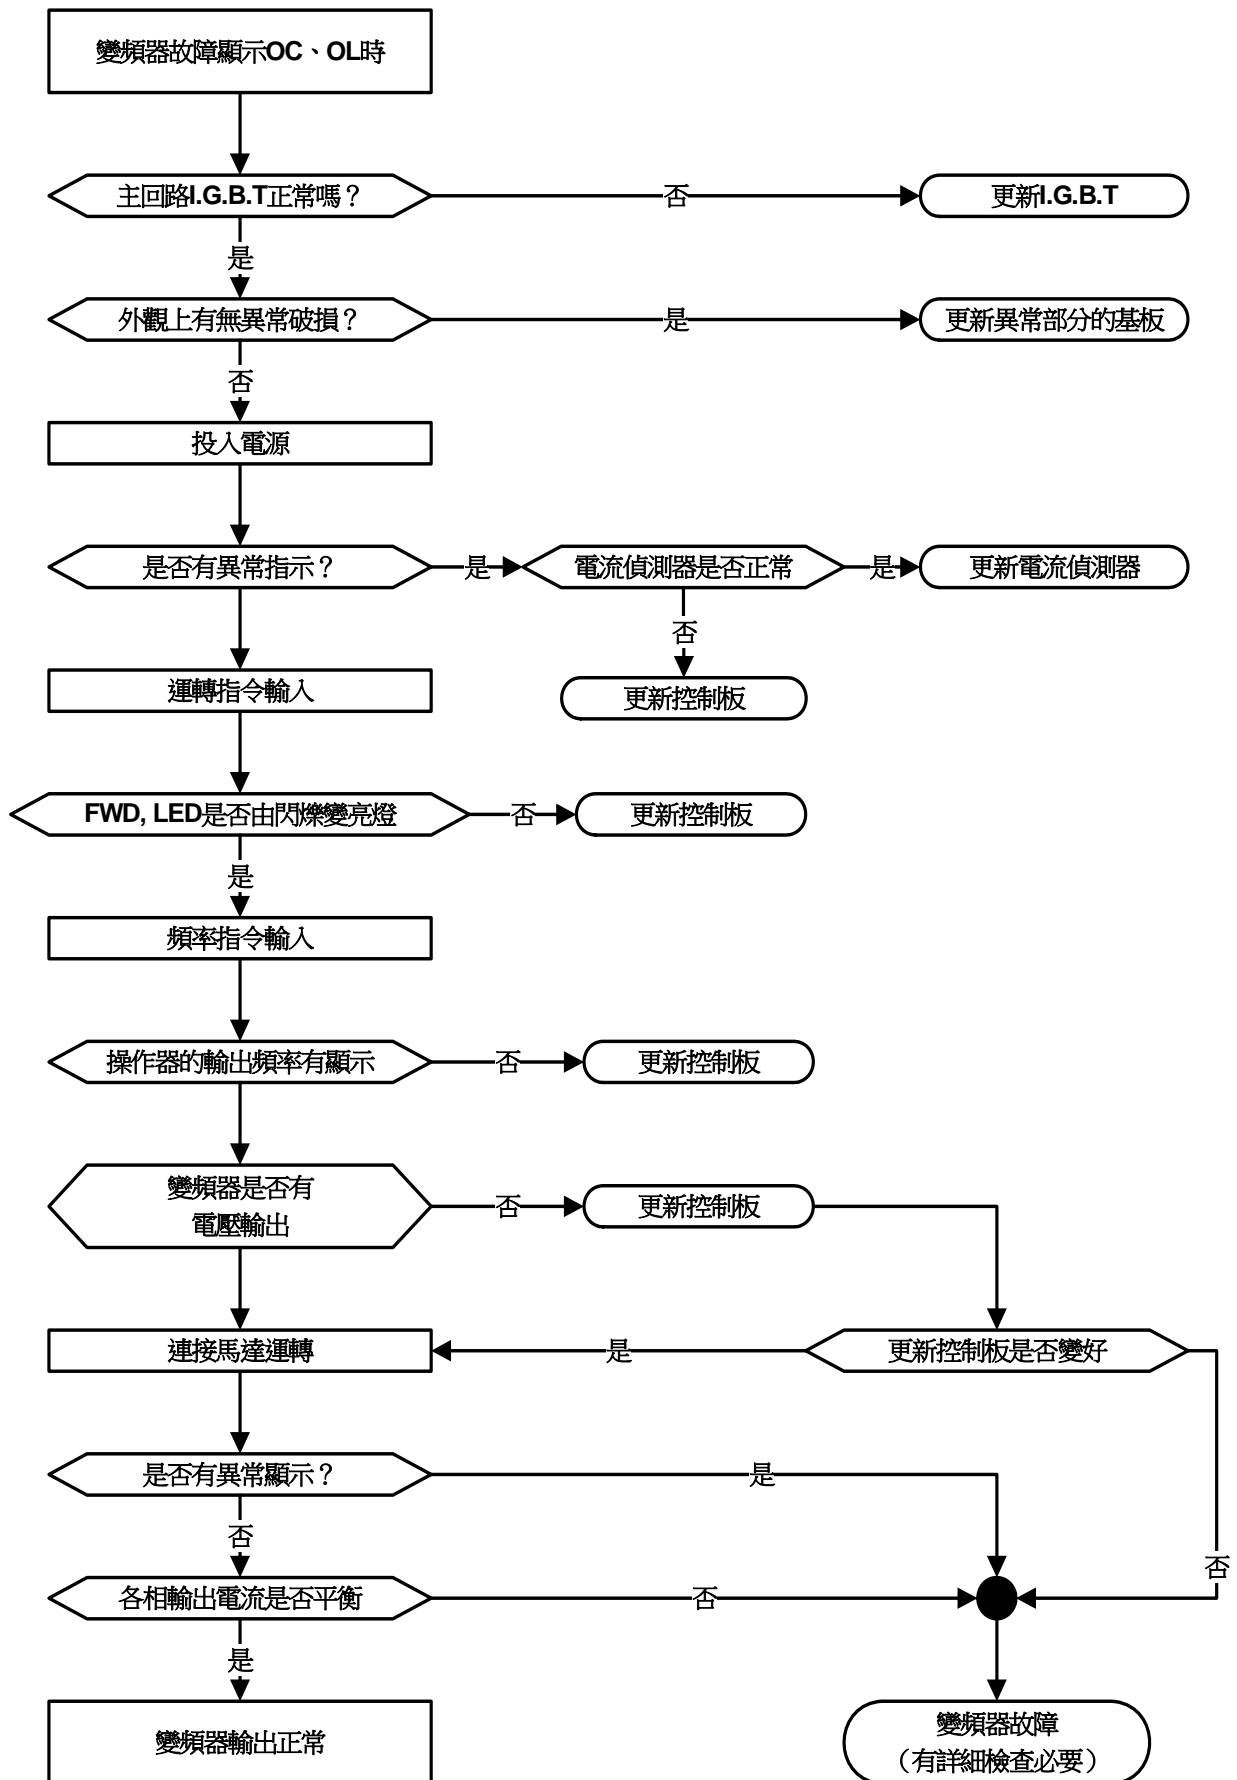 變頻器故障顯示OC、OL時
主回路I.G.B.T正常嗎？
否
更新I.G.B.T
是
外觀上有無異常破損？
是
更新異常部分的基板
否
投入電源
是否有異常指示？
是
電流偵測器是否正常
是
更新電流偵測器
否
更新控制板
運轉指令輸入
FWD, LED是否由閃爍變亮燈
否
更新控制板
是
頻率指令輸入
操作器的輸出頻率有顯示
否
更新控制板
變頻器是否有
電壓輸出
否
更新控制板
連接馬達運轉
是
更新控制板是否變好
是否有異常顯示？
是
否
否
各相輸出電流是否平衡
否
是
變頻器輸出正常
變頻器故障
（有詳細檢查必要）